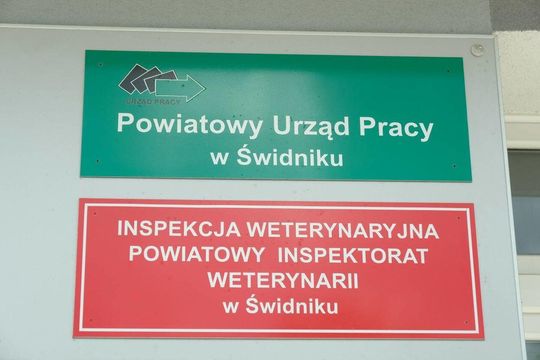 URZĄD PRACY
Powiatowy Urząd Pracy
w Świdniku
INSPEKCJA WETERYNARYJNA
POWIATOWY INSPEKTORAT
WETERYNARII
w Świdniku